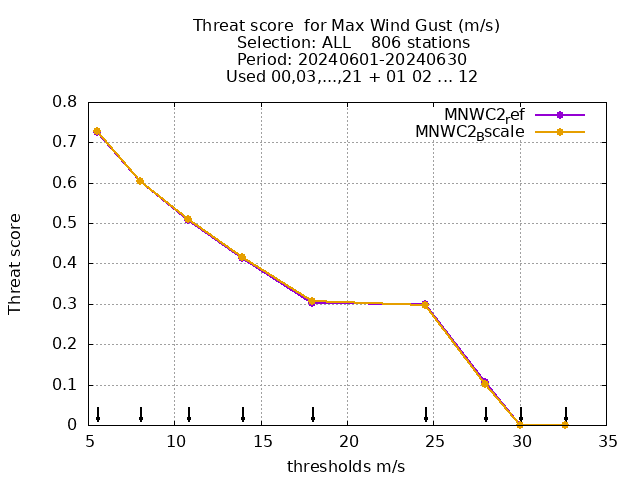 Threat score  for Max Wind Gust (m/s)
Selection: ALL    806 stations
Period: 20240601-20240630
Used 00,03,...,21 + 01 02 ... 12
MNWC2ref
MNWC2Bscale
Threat score
0.8
0.7
0.6
0.5
0.4
0.3
0.2
0.1
0
5 10 15 20 25 30 35
thresholds m/s